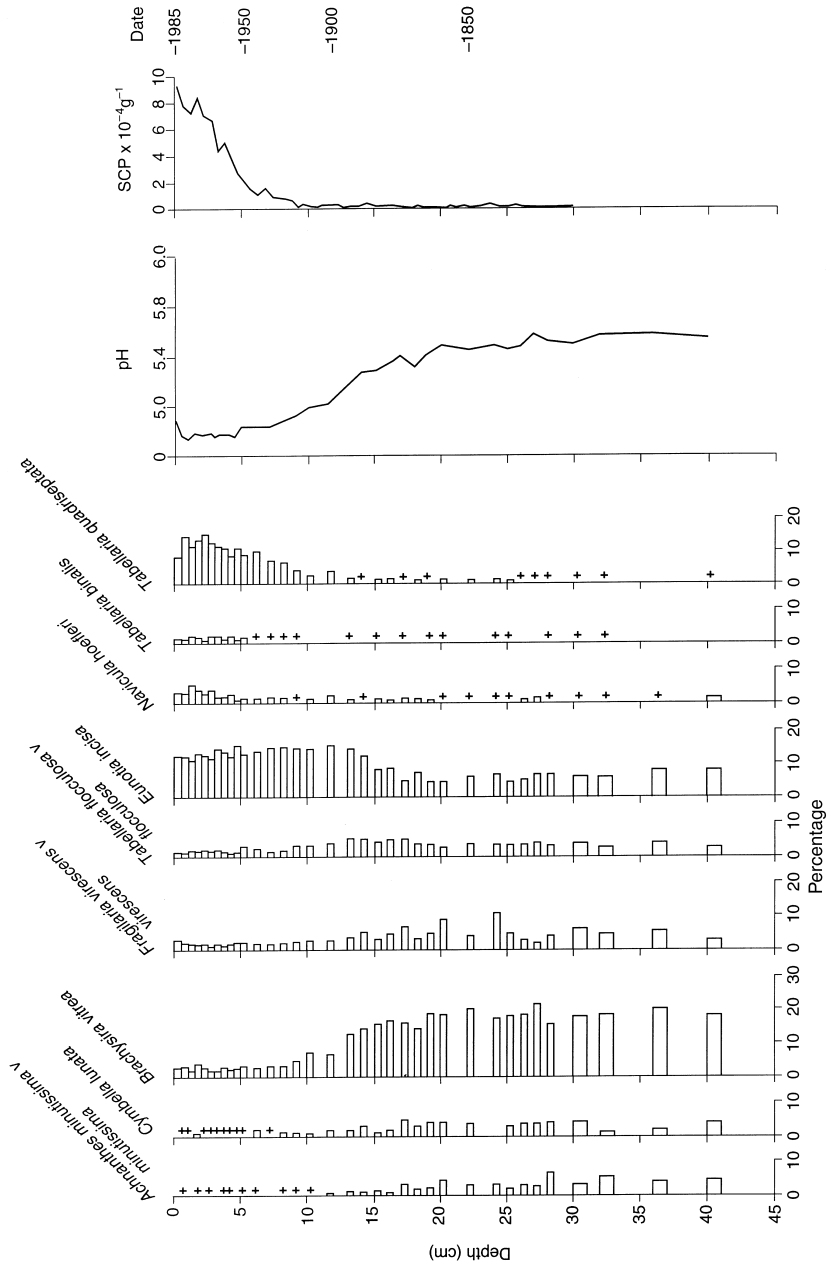 Achnanthes minutissima v
minutissima
Cymbella lunata
Brachysira vitrea
Fragilaria virescens v
virescens
Tabellaria flocculosa v
flocculosa
Eunotia incisa
Navicula hoefleri
Tabellaria binalis
Tabellaria quadriseptata
pH
SCP x 10⁻⁴g⁻¹
Date
0 10
0 10
0 10 20 30
0 10 20
0 10
0 10 20
0 10
0 10
0 10 20
Percentage
0 5.0 5.4 5.8 6.0
0 2 4 6 8 10
–1985
–1950
–1900
–1850
0
5
10
15
20
25
30
35
40
45
Depth (cm)